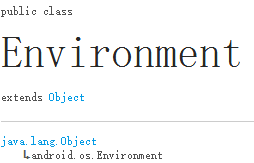 public class
Environment
extends Object
java.lang.Object
↳android.os.Environment